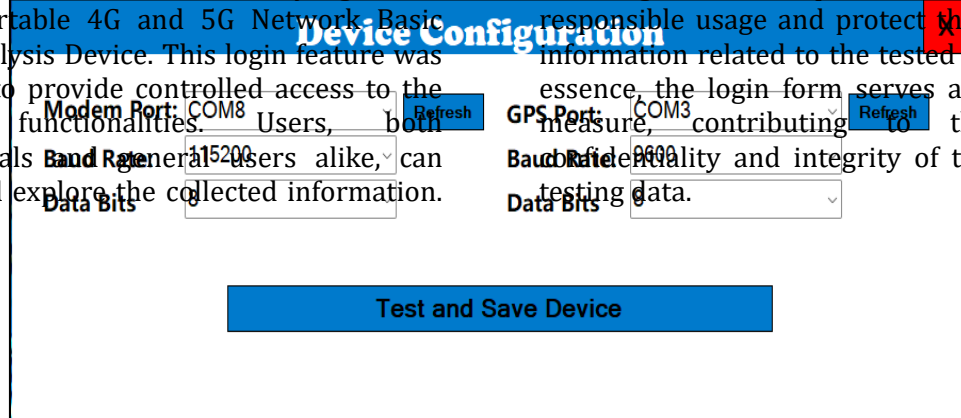 rtable 4G and 5G Network Basic
lysis Device. This login feature was
to provide controlled access to the
functionalities. Users, both
als and general users alike, can
explore the collected information.
responsible usage and protect the
information related to the tested
essence, the login form serves a
measure, contributing to
confidentiality and integrity of
testing data.
Device Configuration
X
Modem Port: COM8 Refresh
GPS Port: COM3 Refresh
Baud Rate: 115200
Baud Rate: 9600
Data Bits 8
Data Bits 8
Test and Save Device